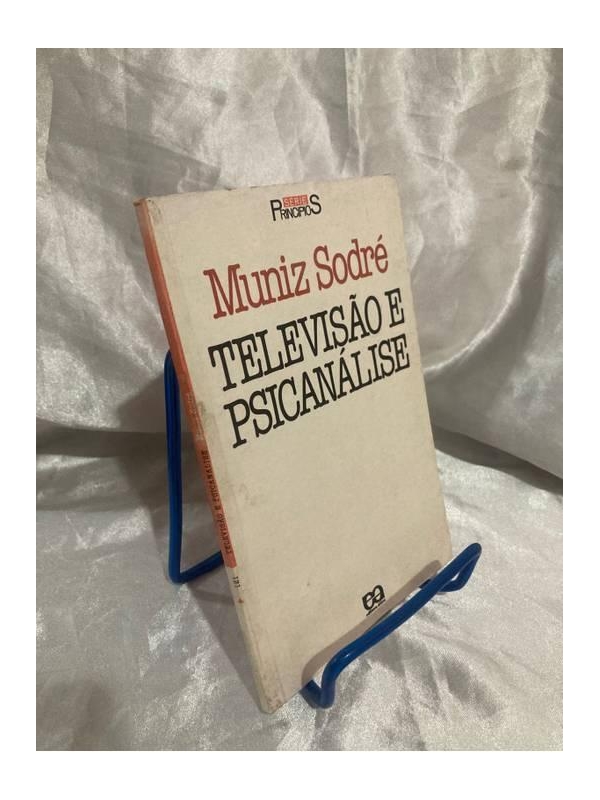 SÉRIE
PRINCÍPIOS
Muniz Sodré
TELEVISÃO E
PSICANÁLISE
ea
TELEVISÃO E PSICANÁLISE